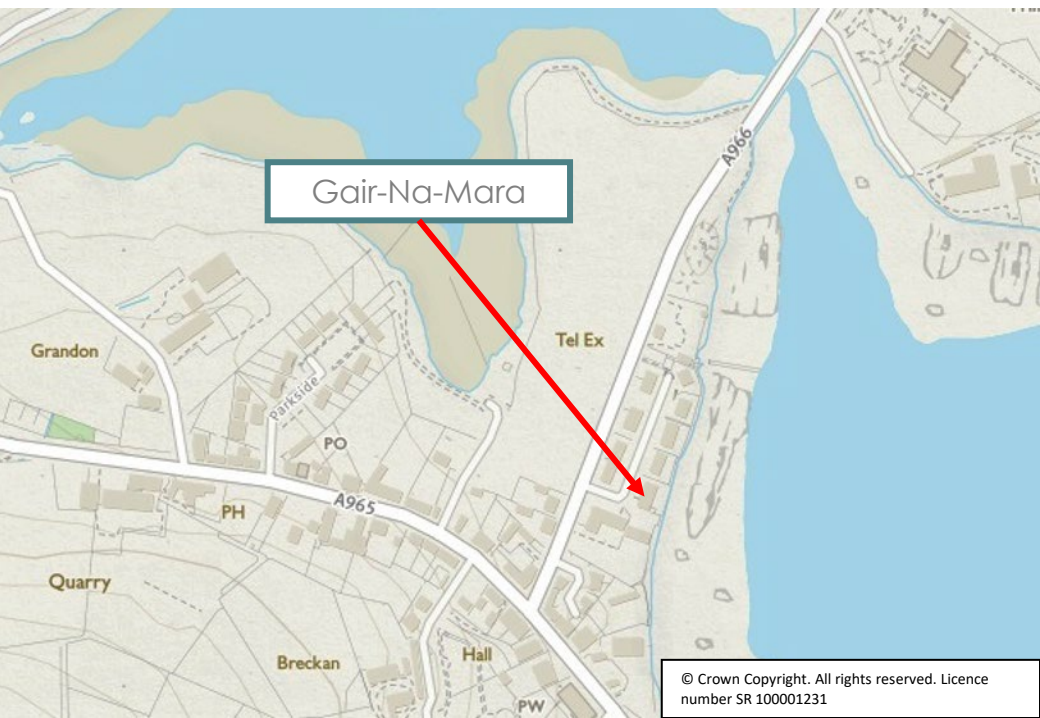 A966
Gair-Na-Mara
Tel Ex
Grandon
Parkside
PO
A965
PH
Quarry
Hall
Breckan
PW
© Crown Copyright. All rights reserved. Licence
number SR 100001231